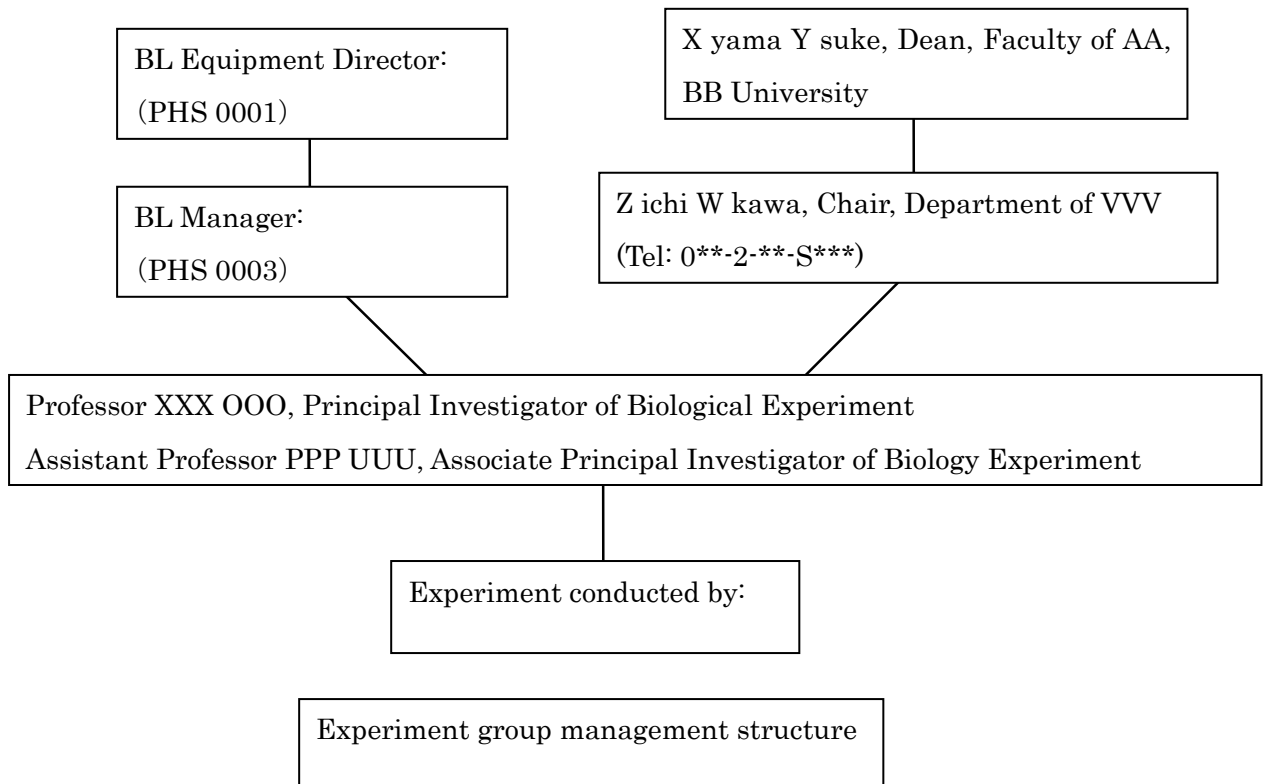 BL Equipment Director:
(PHS 0001)
X yama Y suke, Dean, Faculty of AA,
BB University
BL Manager:
(PHS 0003)
Z ichi W kawa, Chair, Department of VVV
(Tel: 0**-2-**-S***)
Professor XXX OOO, Principal Investigator of Biological Experiment
Assistant Professor PPP UUU, Associate Principal Investigator of Biology Experiment
Experiment conducted by:
Experiment group management structure